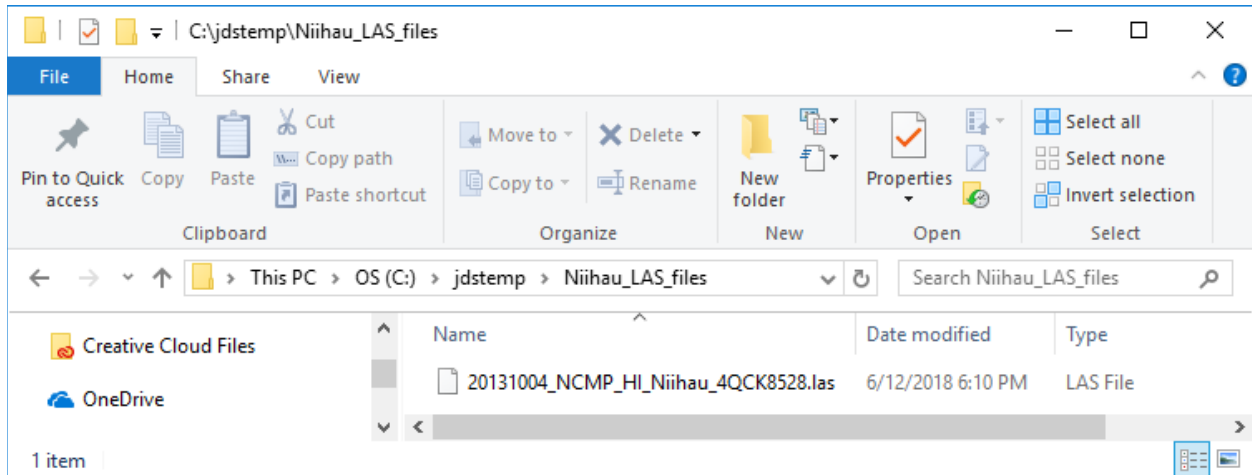 C:\jdstemp\Niihau_LAS_files
File Home Share View
Pin to Quick access
Copy
Paste
Cut
Copy path
Paste shortcut
Clipboard
Move to
Copy to
Delete
Rename
Organize
New folder
New
Properties
Open
Select all
Select none
Invert selection
Select
This PC > OS (C:) > jdstemp > Niihau_LAS_files
Search Niihau_LAS_files
Creative Cloud Files
OneDrive
Name Date modified Type
20131004_NCMP_HI_Niihau_4QCK8528.las 6/12/2018 6:10 PM LAS File
1 item